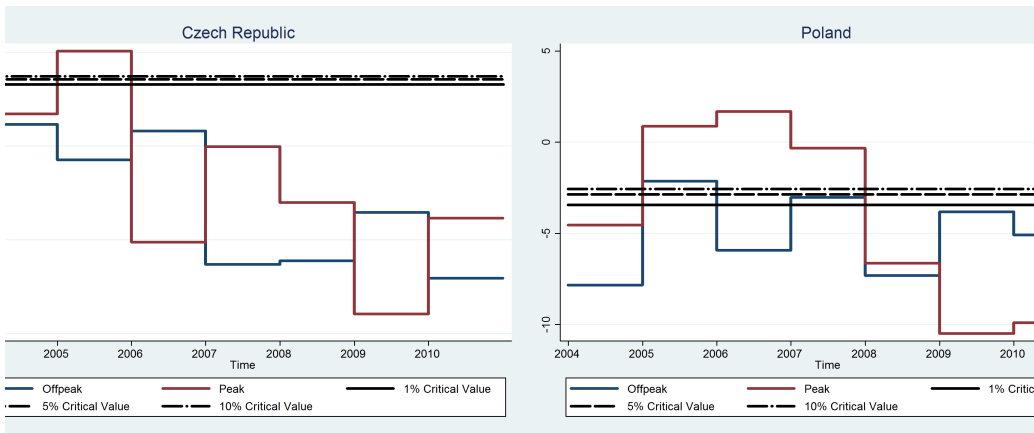 Czech Republic
2005 2006 2007 2008 2009 2010
Time
Offpeak Peak 1% Critical Value
5% Critical Value 10% Critical Value
Poland
5
0
-5
-10
2004 2005 2006 2007 2008 2009 2010
Time
Offpeak Peak 1% Critic
5% Critical Value 10% Critical Value